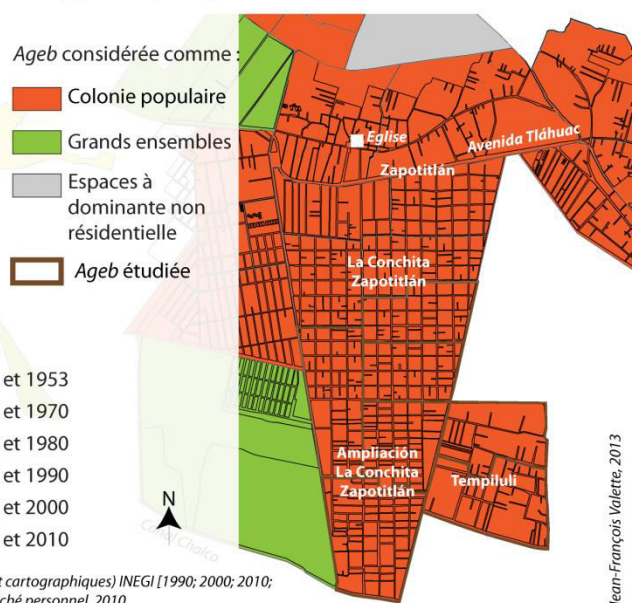 Ageb considérée comme :
Colonie populaire
Grands ensembles
Espaces à
dominante non
résidentielle
Ageb étudiée
Eglise
Avenida Tláhuac
Zapotitlán
La Conchita
Zapotitlán
Ampliación
La Conchita
Zapotitlán
Tempiluli
et 1953
et 1970
et 1980
et 1990
et 2000
et 2010
N
Canal Chalco
t cartographiques) INEGI [1990; 2000; 2010;
ché personnel, 2010
Jean-François Valette, 2013